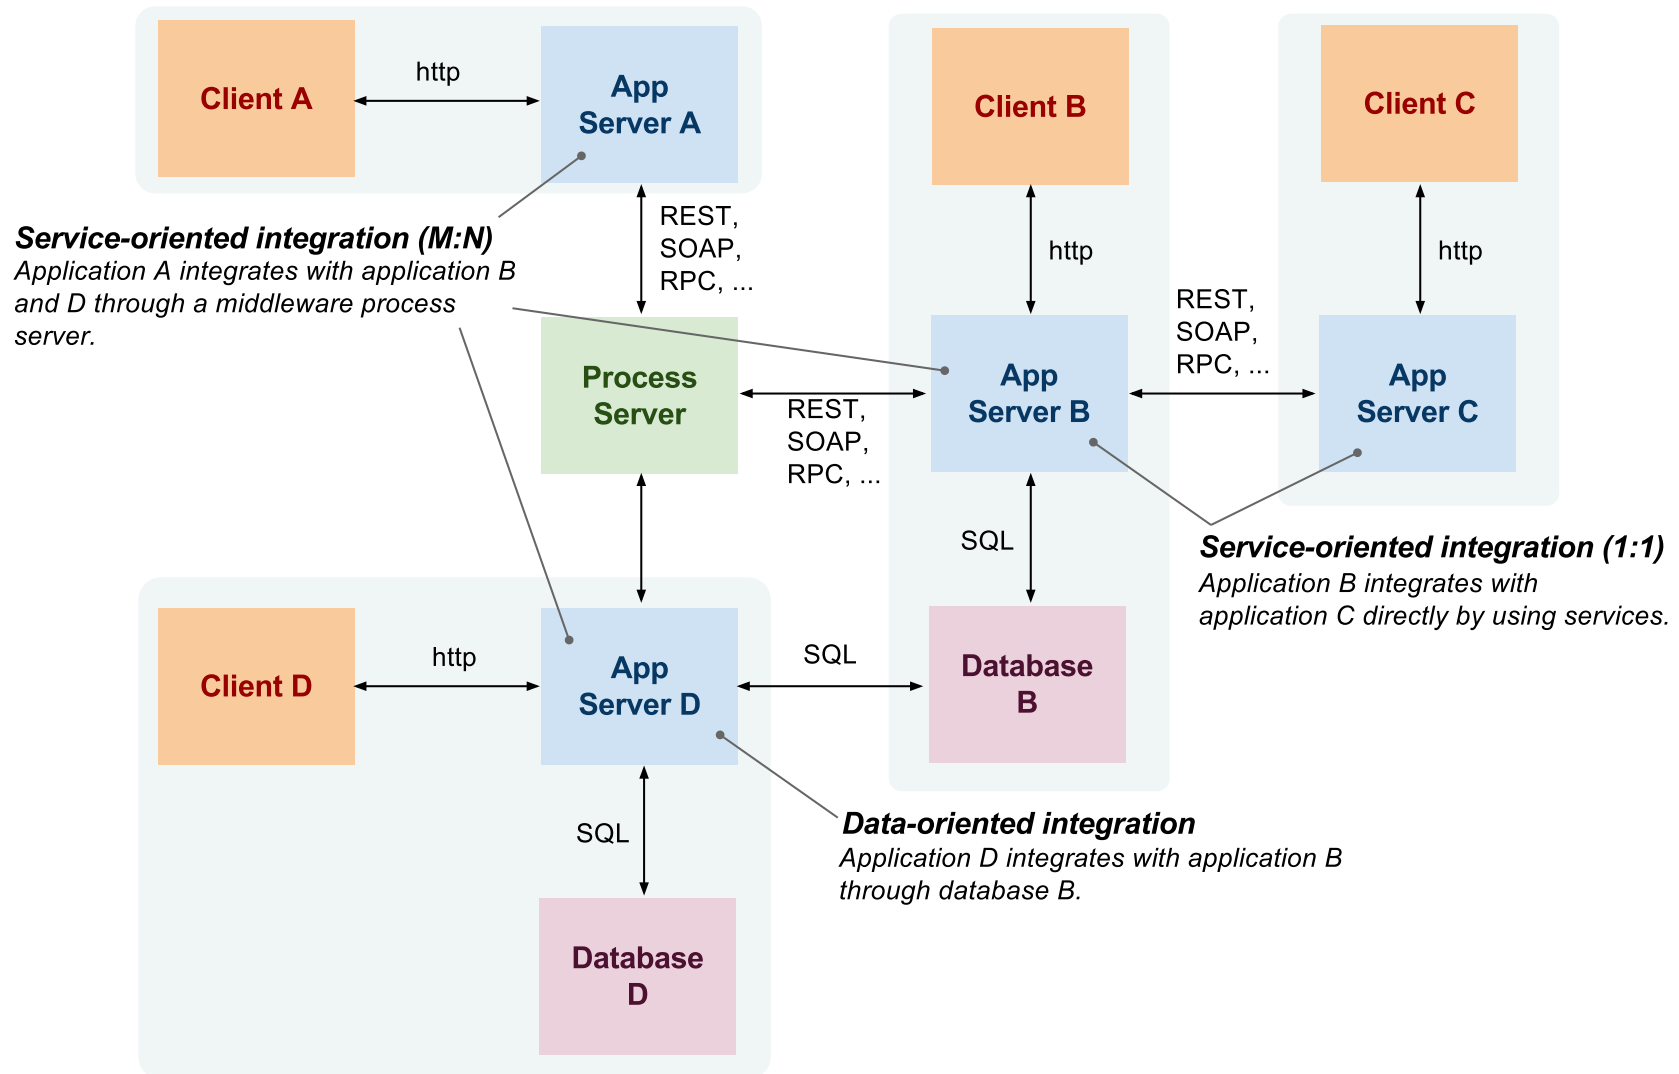 Client A
http
App
Server A
Client B
Client C
REST,
SOAP,
RPC, ...
Service-oriented integration (M:N)
Application A integrates with application B
and D through a middleware process
server.
http
http
REST,
SOAP,
RPC, ...
Process
Server
REST,
SOAP,
RPC, ...
App
Server B
App
Server C
SQL
Service-oriented integration (1:1)
Application B integrates with
application C directly by using services.
Client D
http
App
Server D
SQL
Database
B
SQL
Data-oriented integration
Application D integrates with application B
through database B.
Database
D